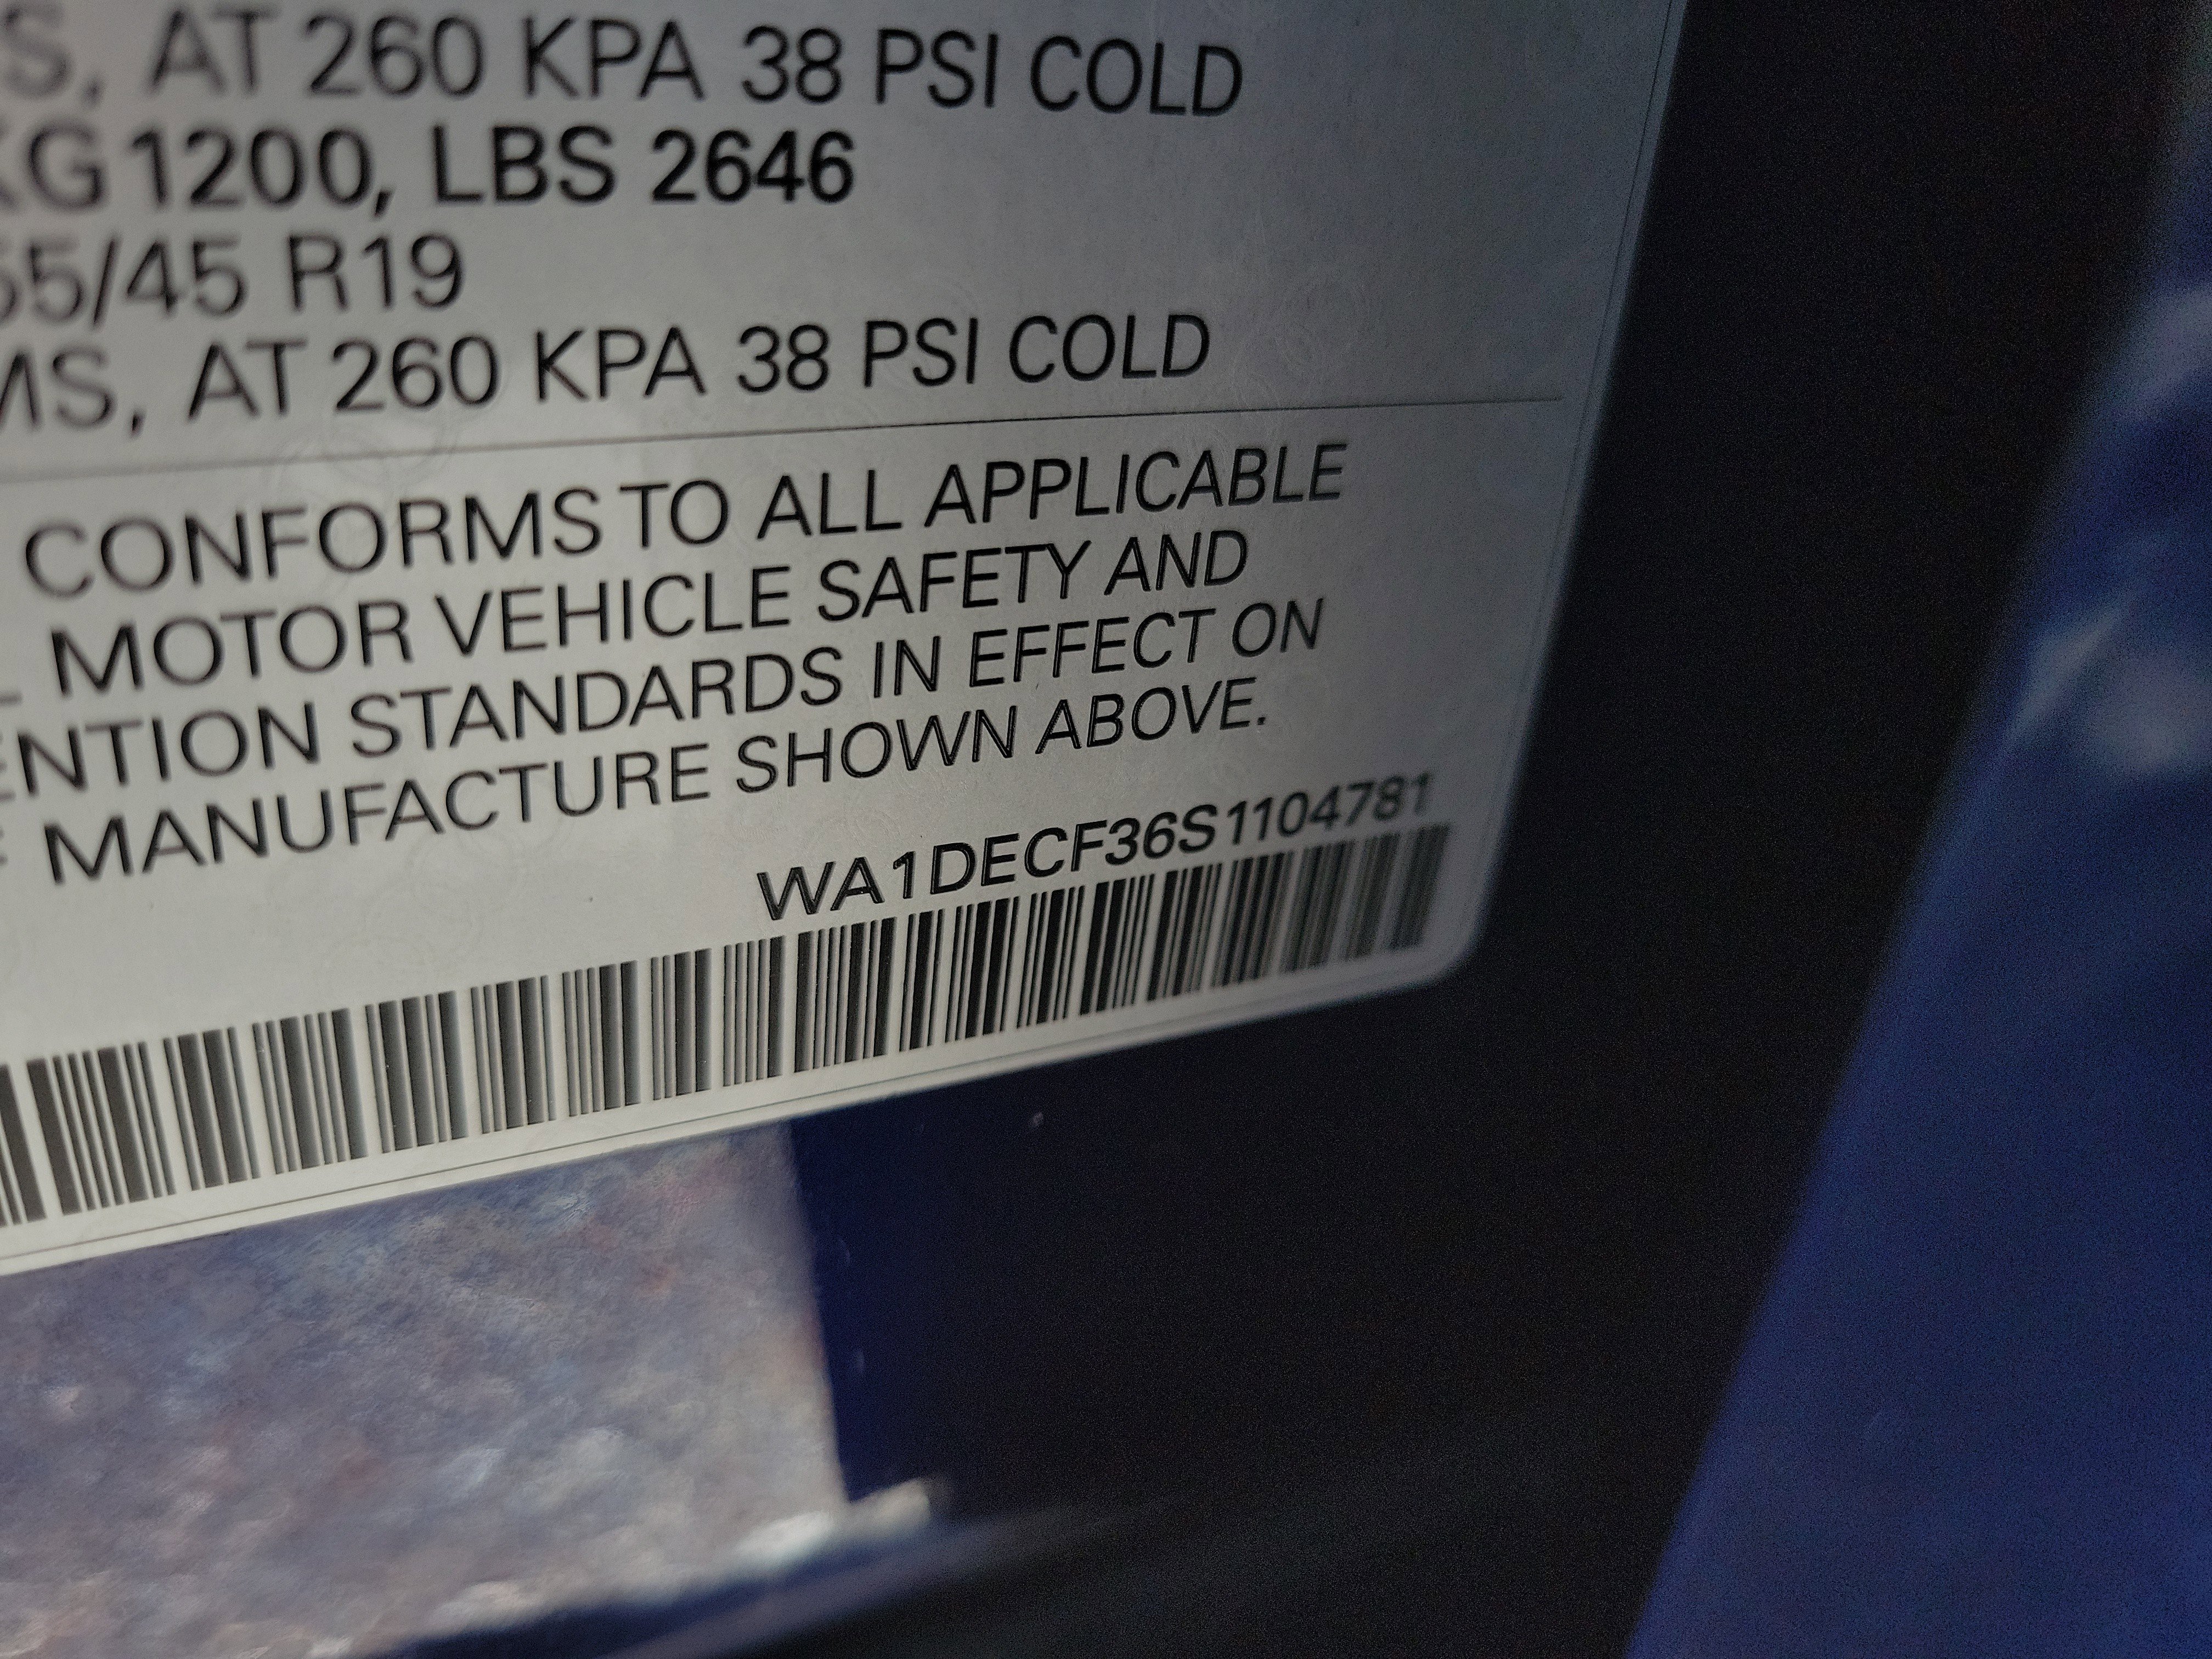 S, AT 260 KPA 38 PSI COLD
KG 1200, LBS 2646
55/45 R19
MS, AT 260 KPA 38 PSI COLD
CONFORMS TO ALL APPLICABLE
L MOTOR VEHICLE SAFETY AND
ENTION STANDARDS IN EFFECT ON
F MANUFACTURE SHOWN ABOVE.
WA1DECF36S1104781